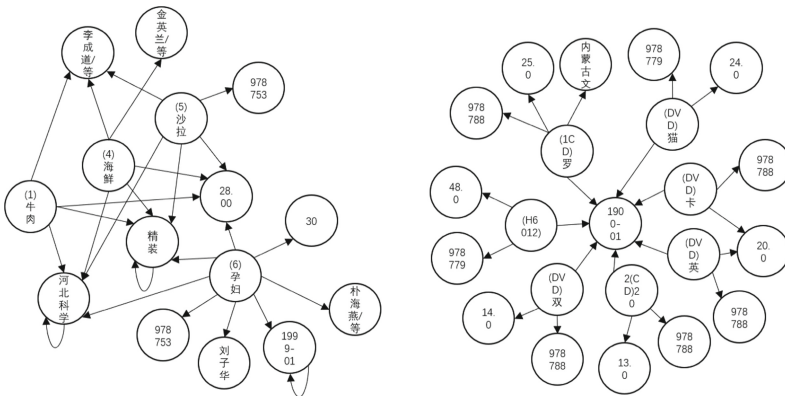 李
成
道/
等
金
英
兰/
等
(5)
沙
拉
978
753
(4)
海
鲜
(1)
牛
肉
28.
00
精
装
30
(6)
孕
妇
河
北
科
学
朴
海
燕/
等
978
753
刘
子
华
199
9-
01
25.
0
内
蒙
古
文
978
779
24.
0
978
788
(1C
D)
罗
(DV
D)
猫
978
788
48.
0
(H6
012)
190
0-
01
(DV
D)
卡
978
779
(DV
D)
英
20.
0
(DV
D)
双
2(C
D)2
0
14.
0
978
788
978
788
978
788
13.
0